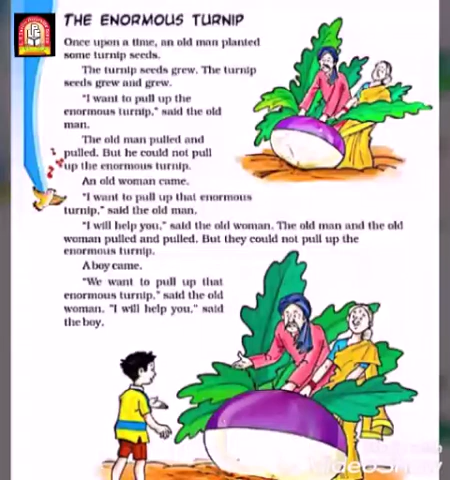 THE ENORMOUS TURNIP
Once upon a time, an old man planted
some turnip seeds.
The turnip seeds grew. The turnip
seeds grew and grew.
"I want to pull up the
enormous turnip," said the old
man.
The old man pulled and
pulled. But he could not pull
up the enormous turnip.
An old woman came.
"I want to pull up that enormous
turnip," said the old man.
"I will help you," said the old woman. The old man and the old
woman pulled and pulled. But they could not pull up the
enormous turnip.
A boy came.
"We want to pull up that
enormous turnip," said the old
woman. "I will help you," said
the boy.